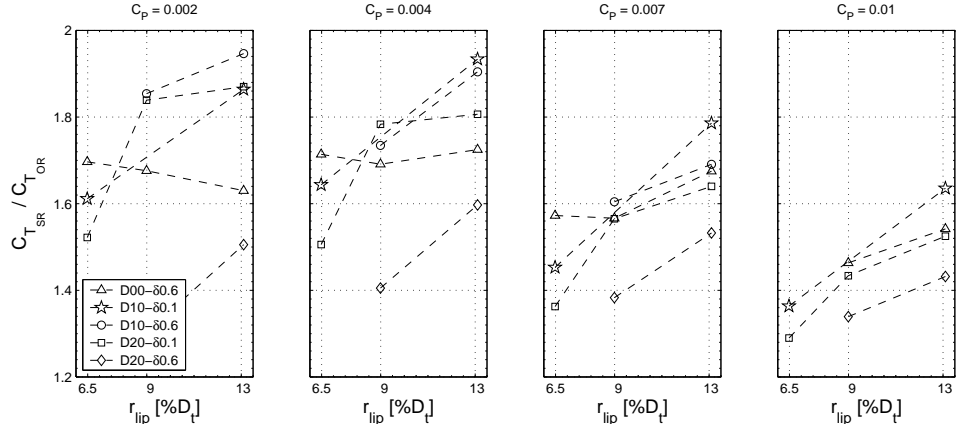 C_P = 0.002
C_P = 0.004
C_P = 0.007
C_P = 0.01
C_T_SR / C_T_OR
2
1.8
1.6
1.4
1.2
D00−δ0.6
D10−δ0.1
D10−δ0.6
D20−δ0.1
D20−δ0.6
6.5 9 13
6.5 9 13
6.5 9 13
6.5 9 13
r_lip [%D_t]
r_lip [%D_t]
r_lip [%D_t]
r_lip [%D_t]